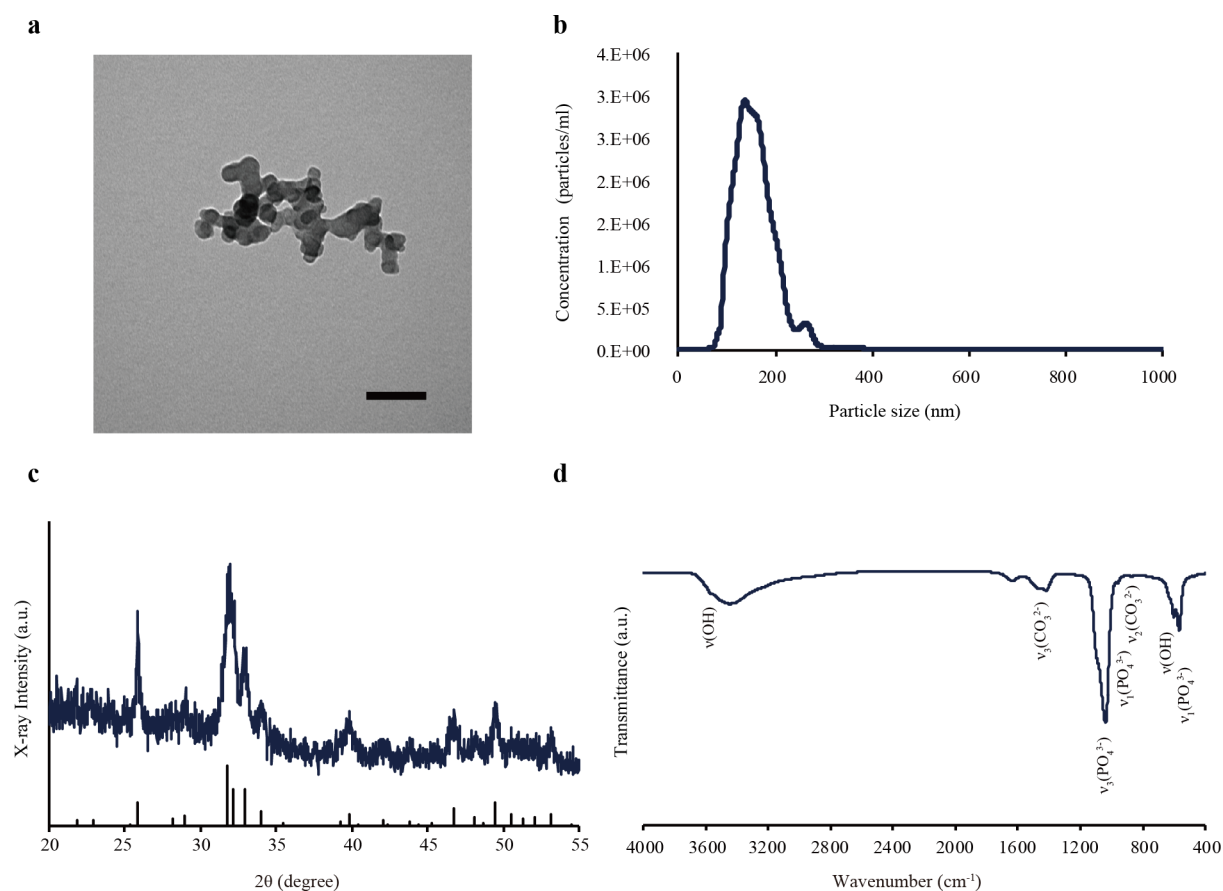 a
b
4.E+06
3.E+06
3.E+06
2.E+06
2.E+06
1.E+06
5.E+05
0.E+00
Concentration (particles/ml)
0 200 400 600 800 1000
Particle size (nm)
c
X-ray Intensity (a.u.)
20 25 30 35 40 45 50 55
2θ (degree)
d
Transmittance (a.u.)
ν(OH)
ν₃(CO₃²⁻)
ν₃(PO₄³⁻)
ν₁(PO₄³⁻)
ν₂(CO₃²⁻)
ν(OH)
ν₁(PO₄³⁻)
4000 3600 3200 2800 2400 2000 1600 1200 800 400
Wavenumber (cm⁻¹)